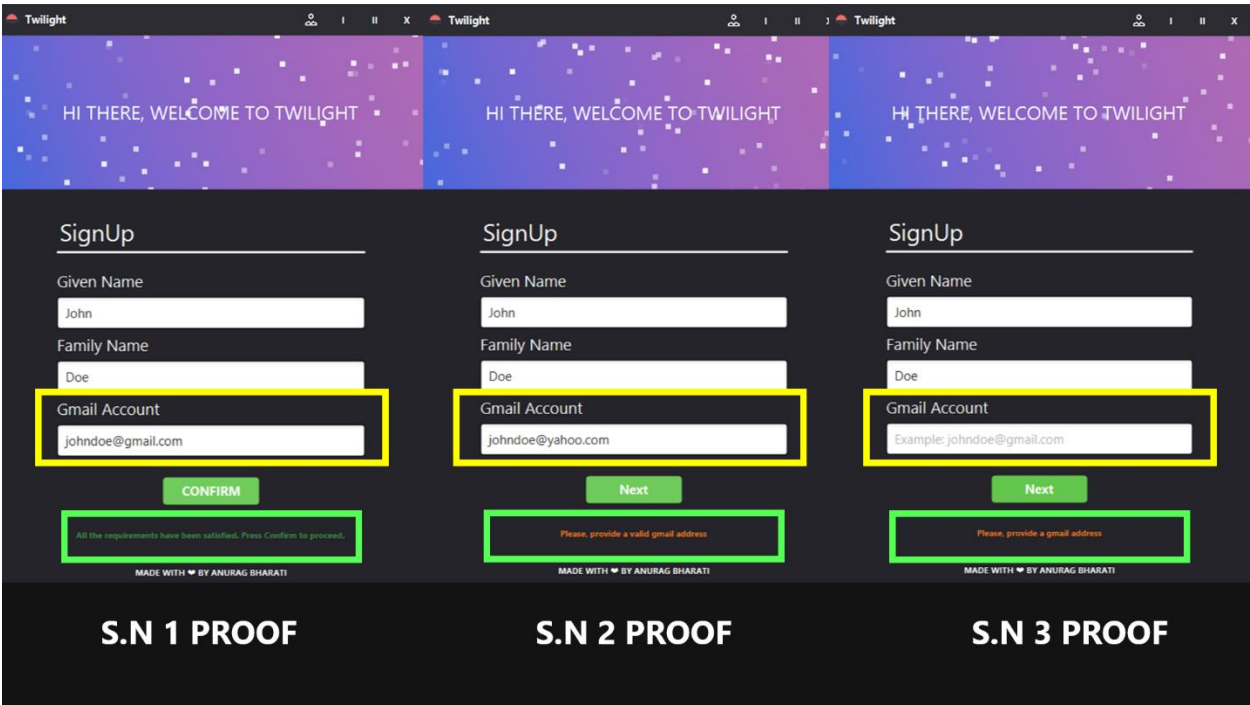 Twilight I II X
HI THERE, WELCOME TO TWILIGHT
SignUp
Given Name
John
Family Name
Doe
Gmail Account
johndoe@gmail.com
CONFIRM
All the requirements have been satisfied. Press Confirm to proceed.
MADE WITH ❤ BY ANURAG BHARATI
S.N 1 PROOF
Twilight I II
HI THERE, WELCOME TO TWILIGHT
SignUp
Given Name
John
Family Name
Doe
Gmail Account
johndoe@yahoo.com
Next
Please, provide a valid gmail address
MADE WITH ❤ BY ANURAG BHARATI
S.N 2 PROOF
Twilight I II X
HI THERE, WELCOME TO TWILIGHT
SignUp
Given Name
John
Family Name
Doe
Gmail Account
Example: johndoe@gmail.com
Next
Please, provide a gmail address
MADE WITH ❤ BY ANURAG BHARATI
S.N 3 PROOF